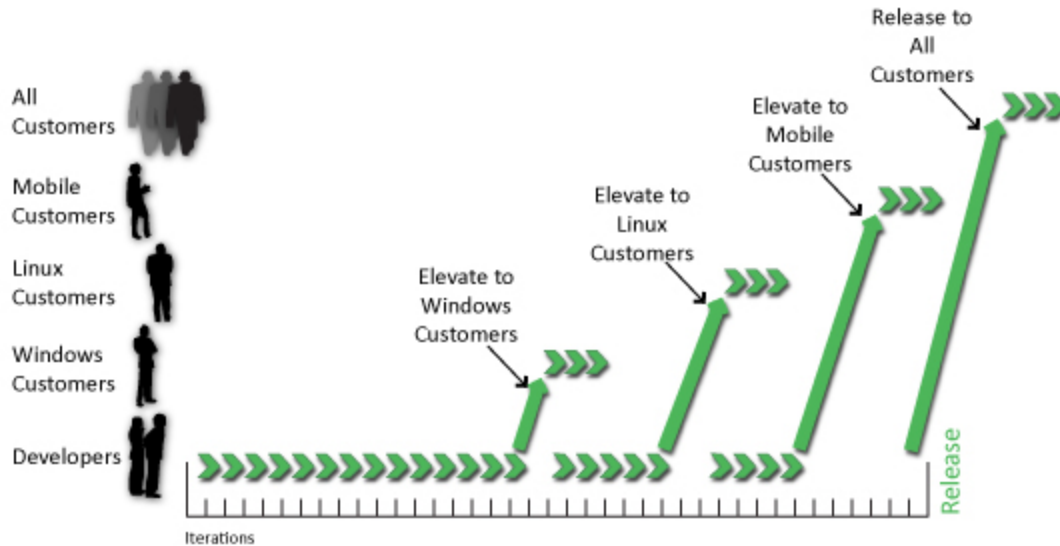 Release to
All
Customers
All
Customers
Elevate to
Mobile
Customers
Mobile
Customers
Elevate to
Linux
Customers
Linux
Customers
Elevate to
Windows
Customers
Windows
Customers
Developers
Release
Iterations